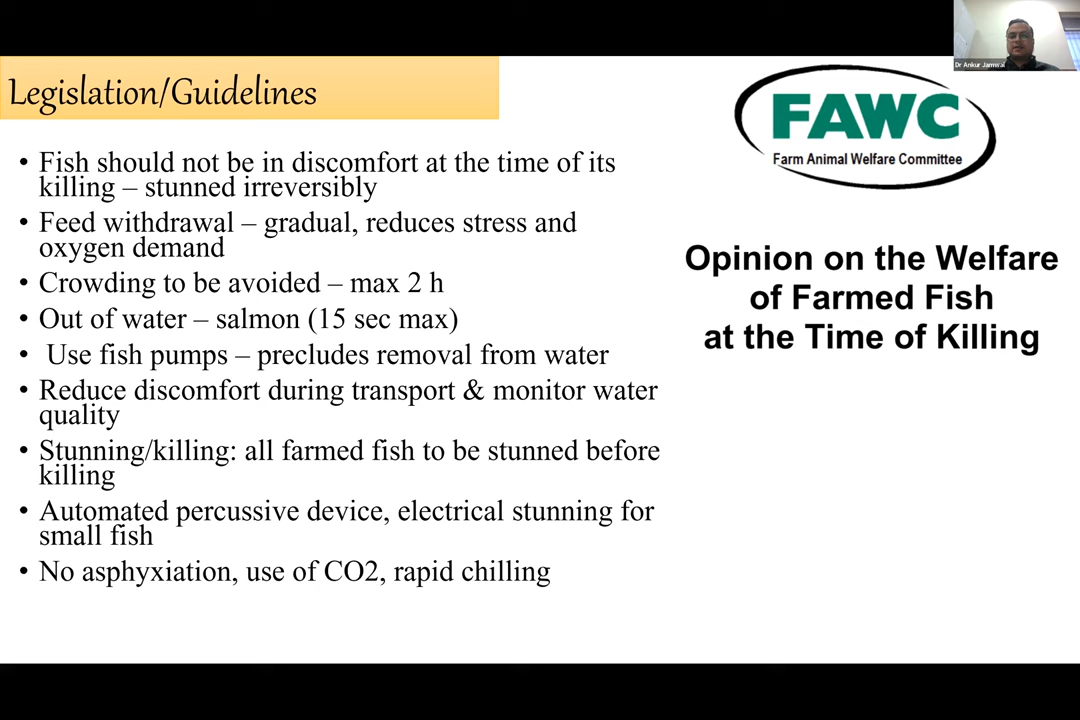 Dr Ankur Jamwal
Legislation/Guidelines
FAWC
Farm Animal Welfare Committee
• Fish should not be in discomfort at the time of its
killing – stunned irreversibly
• Feed withdrawal – gradual, reduces stress and
oxygen demand
• Crowding to be avoided – max 2 h
• Out of water – salmon (15 sec max)
• Use fish pumps – precludes removal from water
• Reduce discomfort during transport & monitor water
quality
• Stunning/killing: all farmed fish to be stunned before
killing
• Automated percussive device, electrical stunning for
small fish
• No asphyxiation, use of CO2, rapid chilling
Opinion on the Welfare
of Farmed Fish
at the Time of Killing